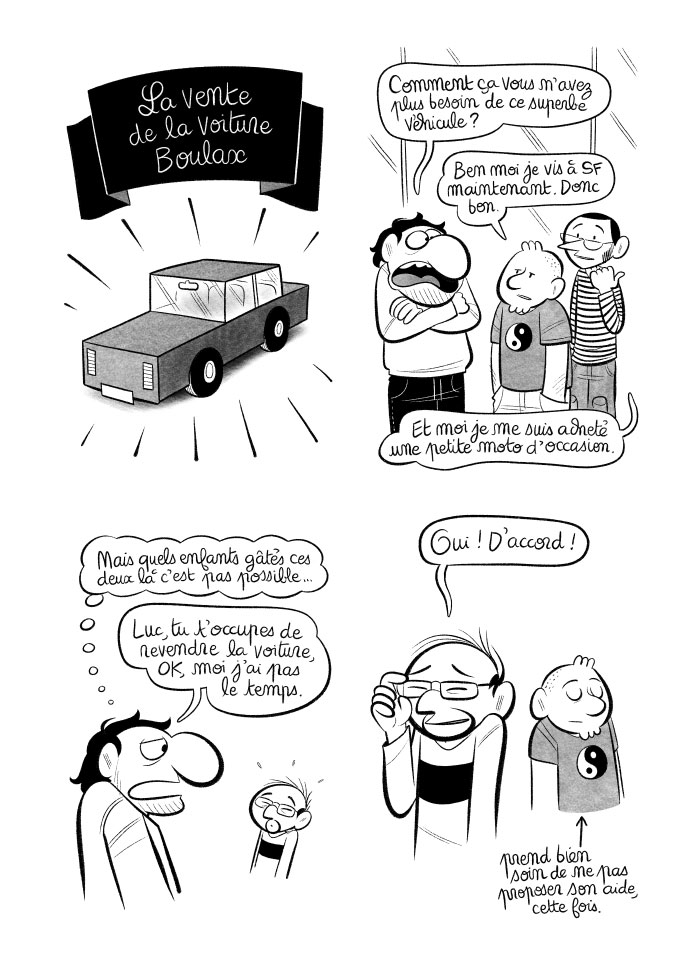 La vente
de la voiture
Boulax
Comment ça vous n'avez
plus besoin de ce superbe
véhicule ?
Ben moi je vis à SF
maintenant. Donc
bon.
Et moi je me suis acheté
une petite moto d'occasion.
Mais quels enfants gâtés ces
deux là c'est pas possible...
Luc, tu t'occupes de
revendre la voiture,
OK, moi j'ai pas
le temps.
Oui ! D'accord !
prend bien
soin de ne pas
proposer son aide,
cette fois.